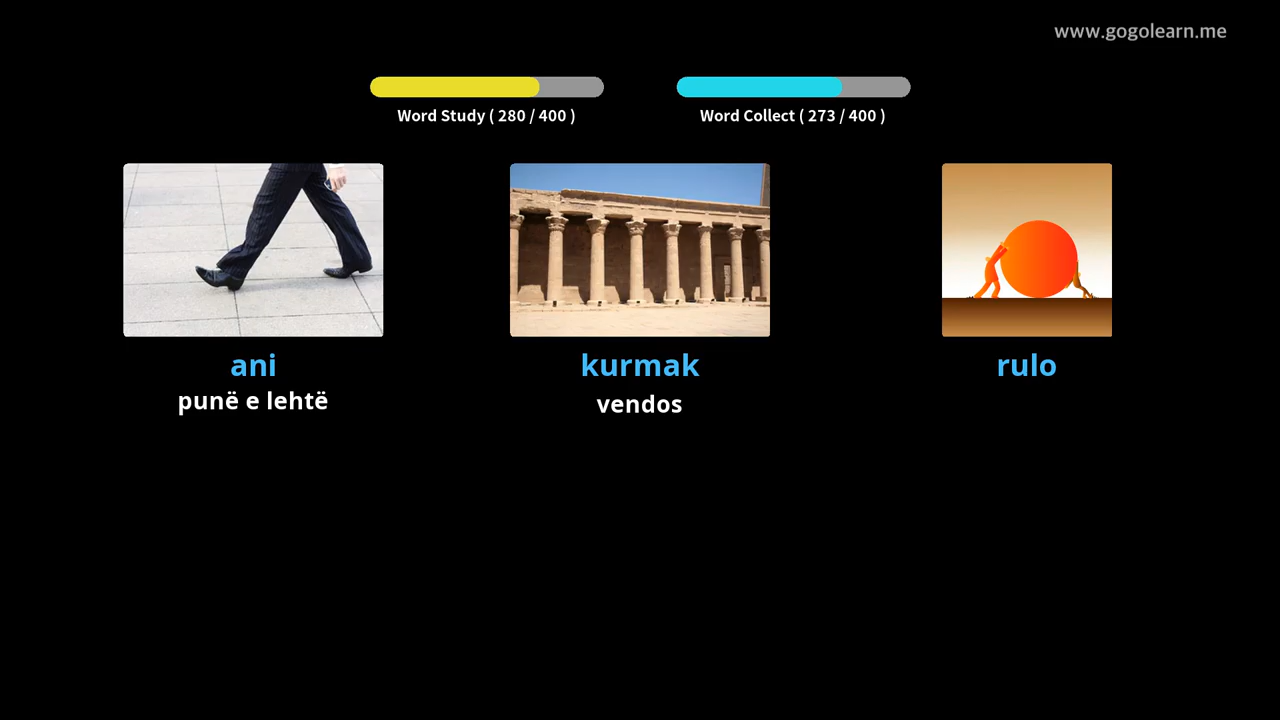 www.gogolearn.me
Word Study ( 280 / 400 )
Word Collect ( 273 / 400 )
ani
kurmak
rulo
punë e lehtë
vendos